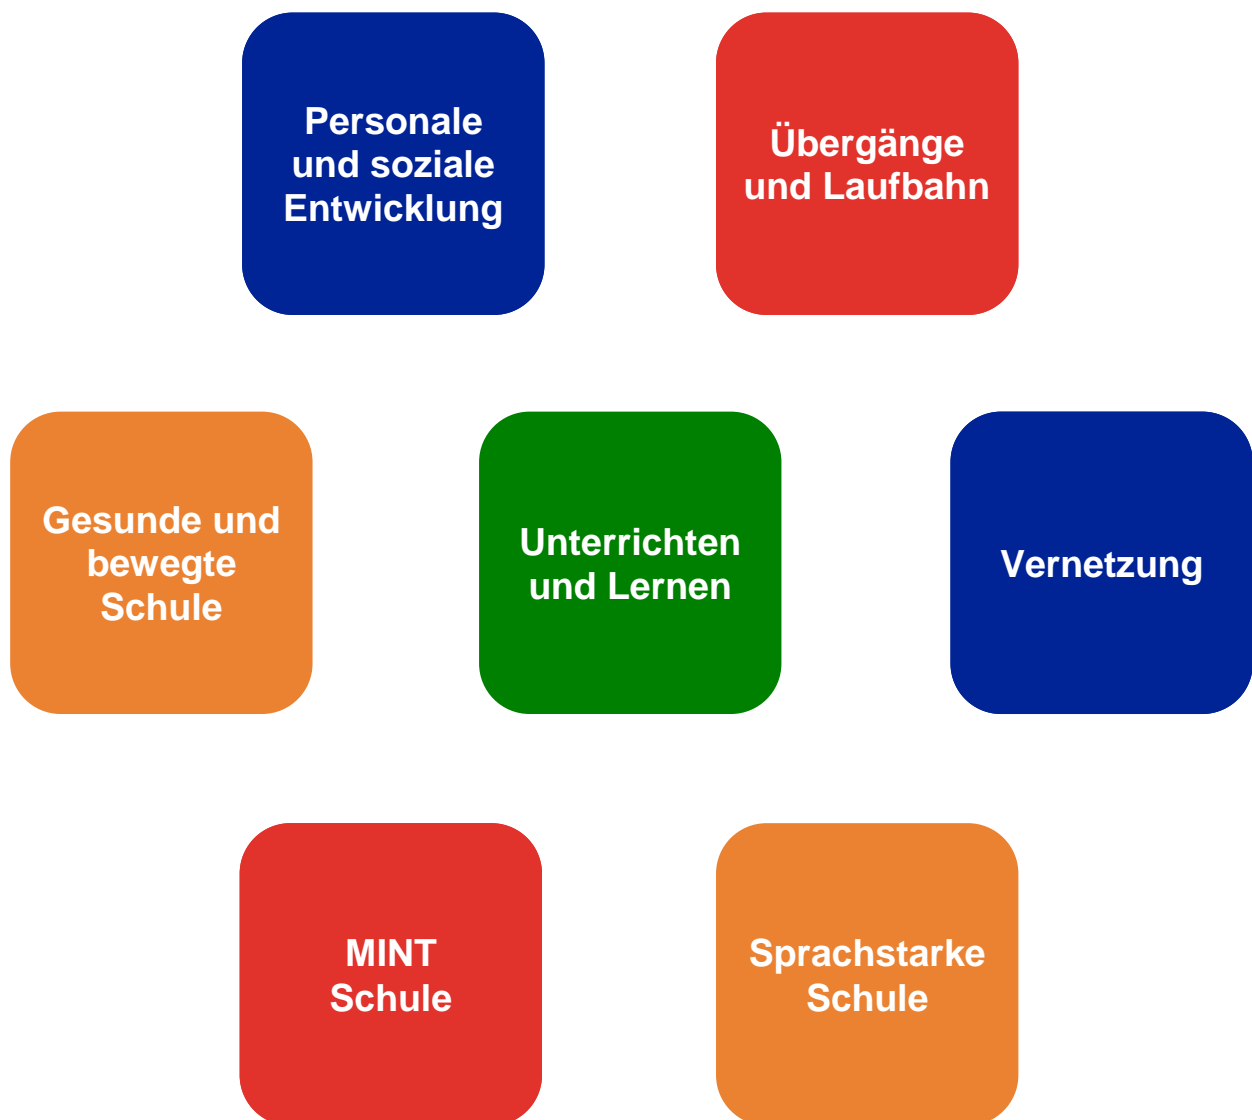 Personale
und soziale
Entwicklung
Übergänge
und Laufbahn
Gesunde und
bewegte
Schule
Unterrichten
und Lernen
Vernetzung
MINT
Schule
Sprachstarke
Schule